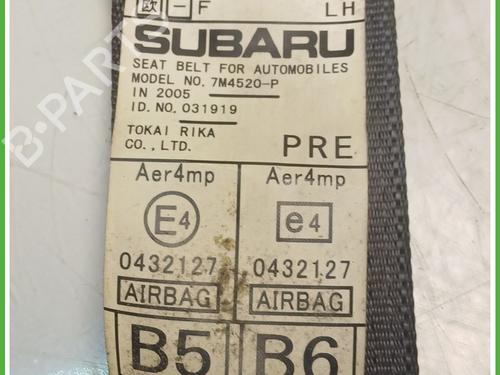 欧 - F LH
SUBARU
SEAT BELT FOR AUTOMOBILES
MODEL NO. 7M4520-P
IN 2005
ID. NO. 031919
TOKAI RIKA
CO., LTD. PRE
Aer4mp Aer4mp
E4 e4
0432127 0432127
AIRBAG AIRBAG
B5 B6
B-PARTS